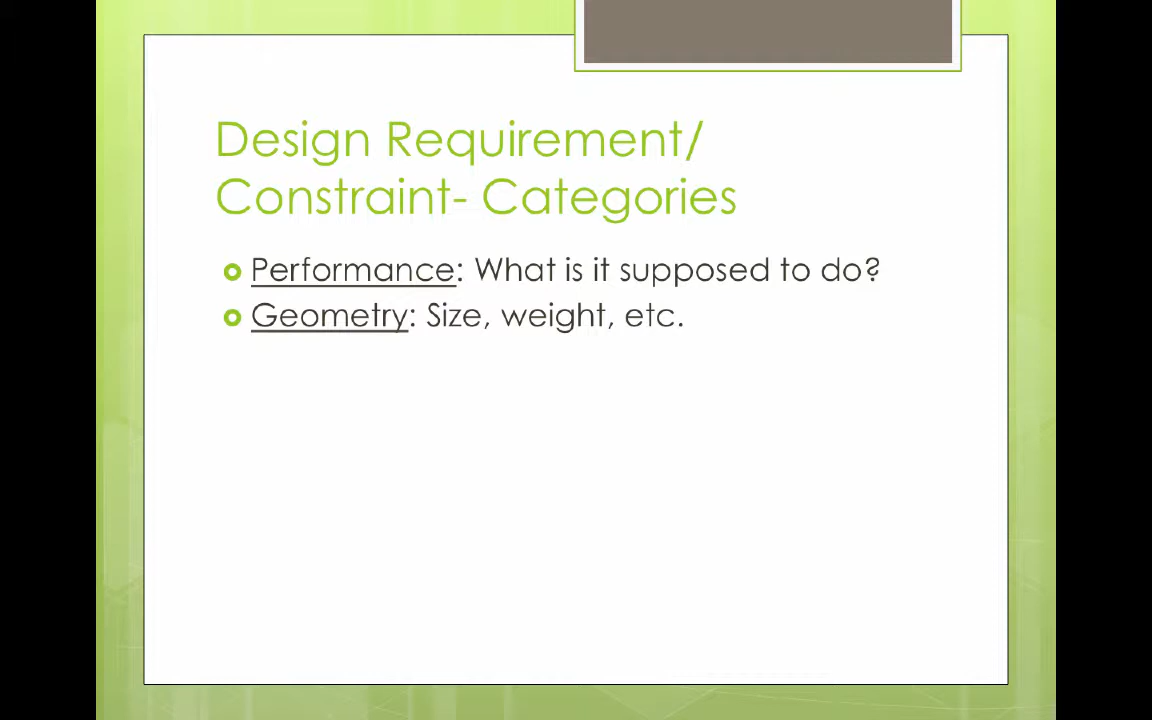 Design Requirement/
Constraint- Categories
Performance: What is it supposed to do?
Geometry: Size, weight, etc.